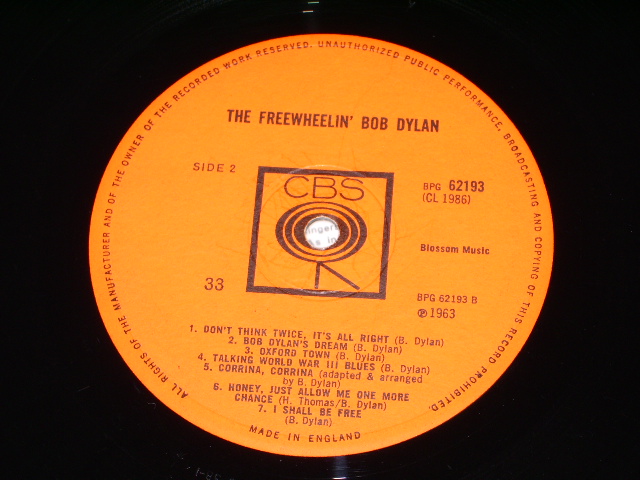 ALL RIGHTS OF THE MANUFACTURER AND OF THE OWNER OF THE RECORDED WORK RESERVED. UNAUTHORIZED PUBLIC PERFORMANCE, BROADCASTING AND COPYING OF THIS RECORD PROHIBITED.
THE FREEWHEELIN' BOB DYLAN
SIDE 2
CBS
BPG 62193
(CL 1986)
Blossom Music
33
BPG 62193 B
℗ 1963
1. DON'T THINK TWICE, IT'S ALL RIGHT (B. Dylan)
2. BOB DYLAN'S DREAM (B. Dylan)
3. OXFORD TOWN (B. Dylan)
4. TALKING WORLD WAR III BLUES (B. Dylan)
5. CORRINA, CORRINA (adapted & arranged
by B. Dylan)
6. HONEY, JUST ALLOW ME ONE MORE
CHANCE (H. Thomas/B. Dylan)
7. I SHALL BE FREE
(B. Dylan)
MADE IN ENGLAND